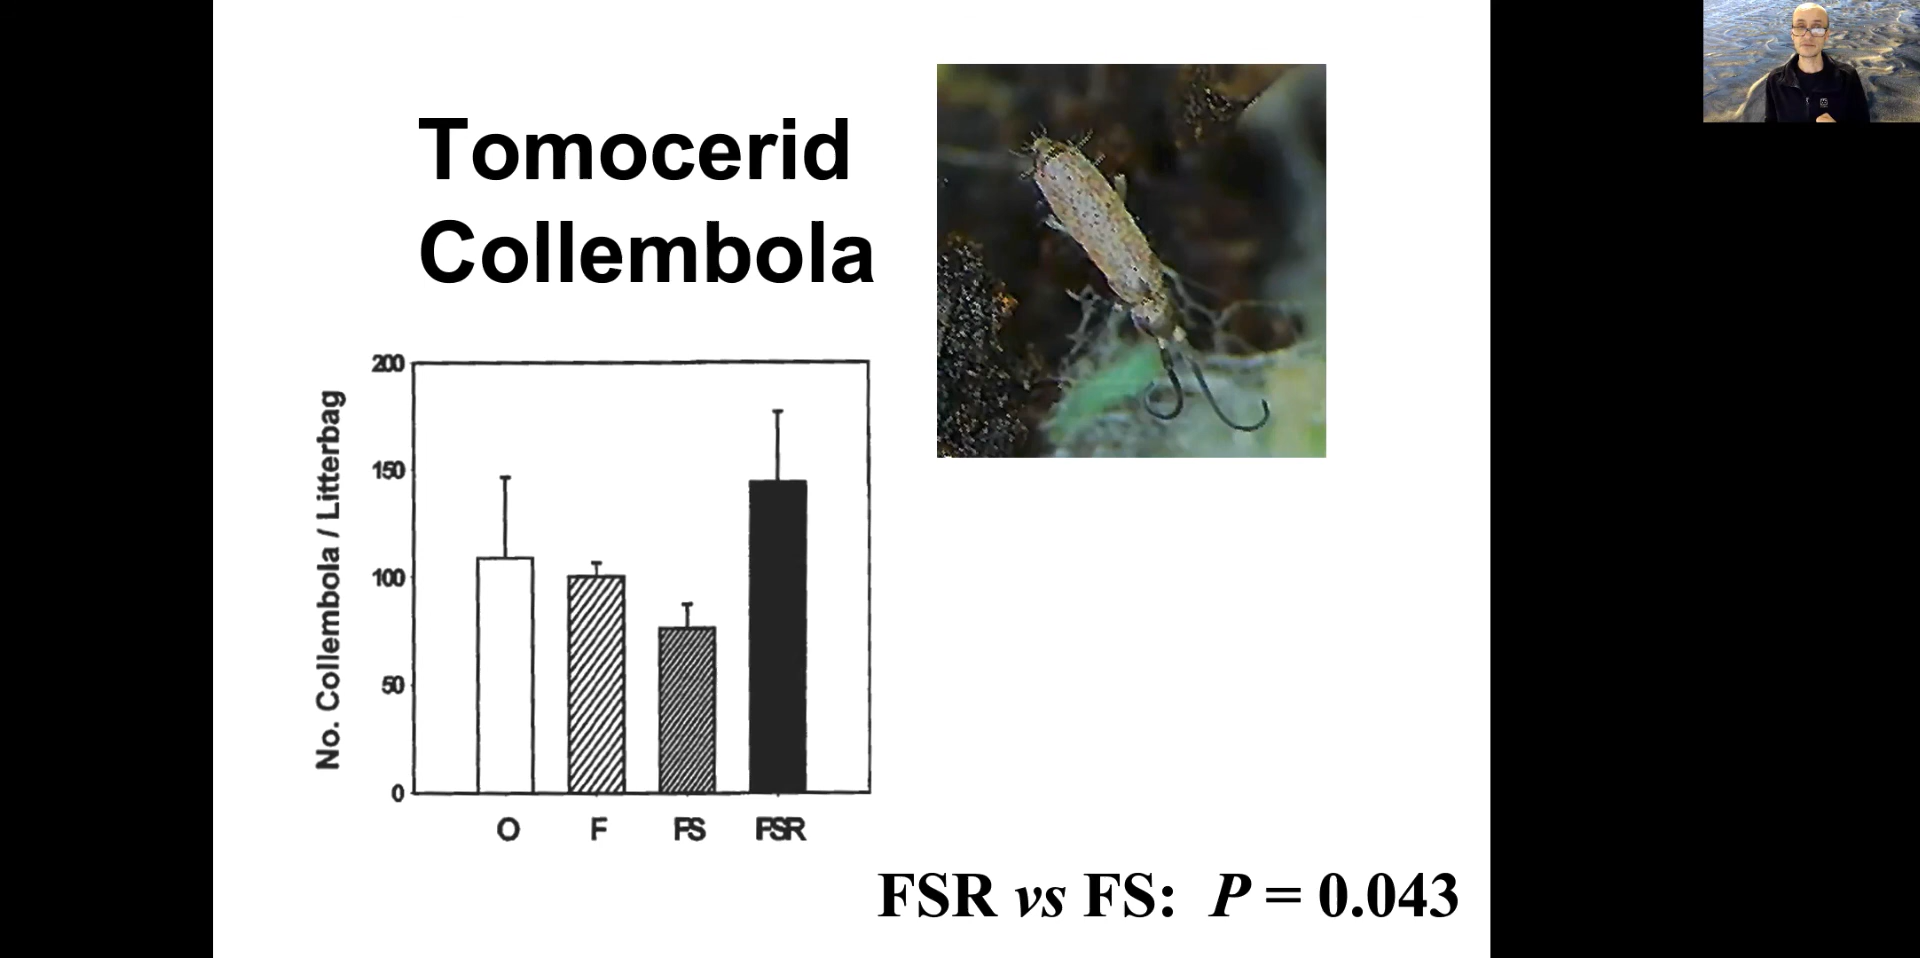 Tomocerid
Collembola
No. Collembola / Litterbag
200
150
100
50
0
O F FS FSR
FSR vs FS: P = 0.043